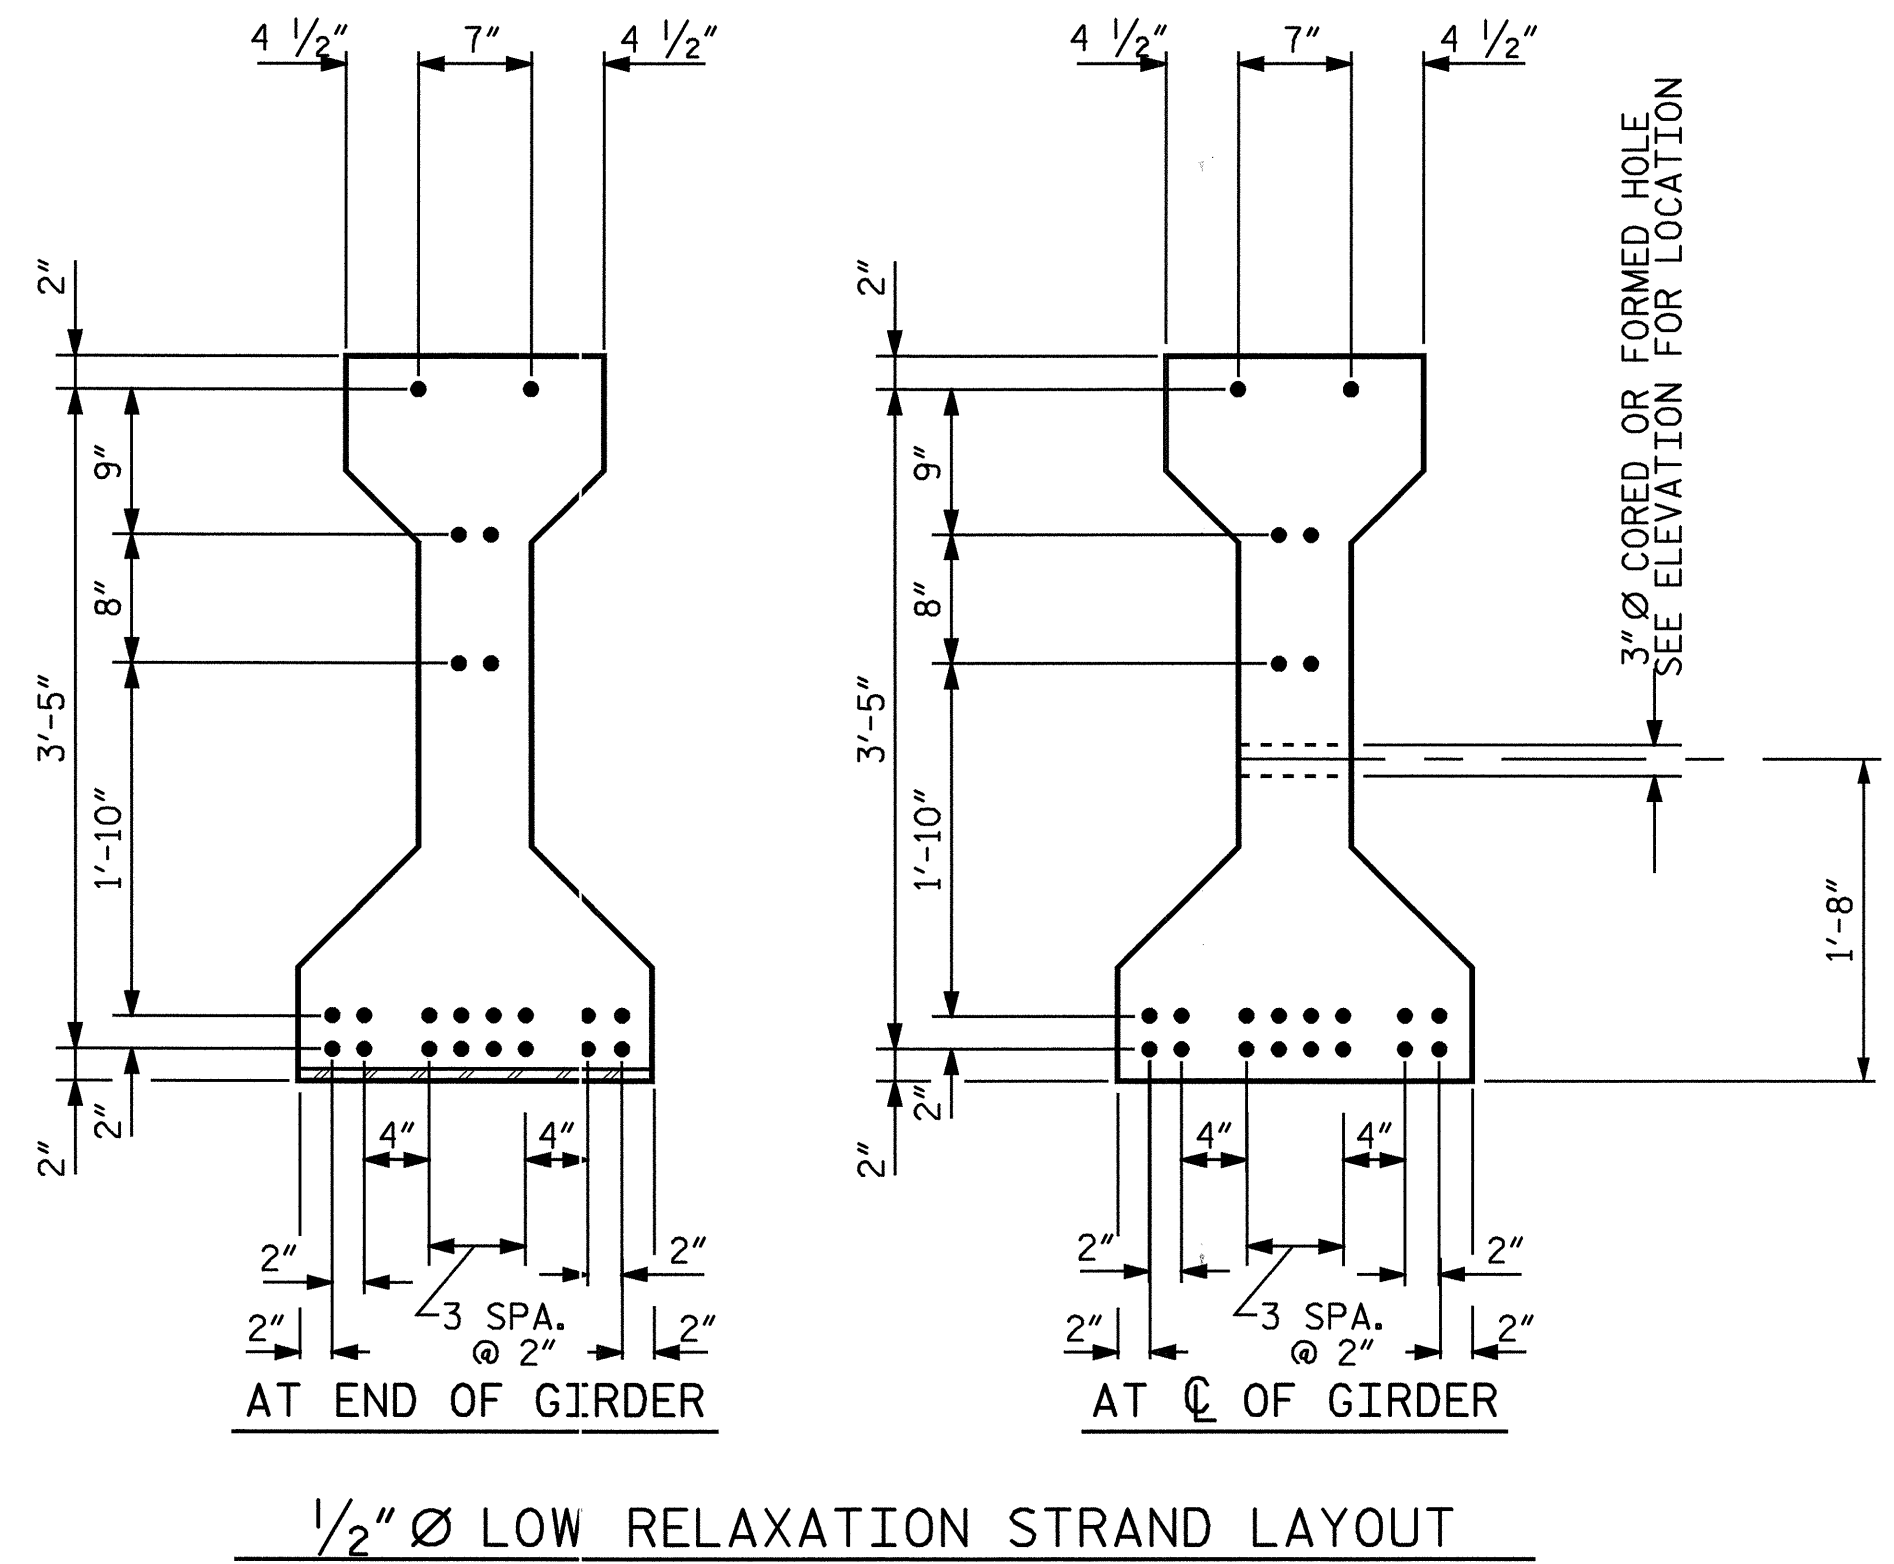 4 1/2" 7" 4 1/2"
2"
9"
8"
3'-5"
1'-10"
2"
2"
4" 4"
2" 2"
3 SPA.
@ 2"
2" 2"
AT END OF GIRDER
4 1/2" 7" 4 1/2"
2"
9"
8"
3'-5"
1'-10"
2"
2"
3"Ø CORED OR FORMED HOLE
SEE ELEVATION FOR LOCATION
1'-8"
4" 4"
2" 2"
3 SPA.
@ 2"
2" 2"
AT ℄ OF GIRDER
1/2"Ø LOW RELAXATION STRAND LAYOUT